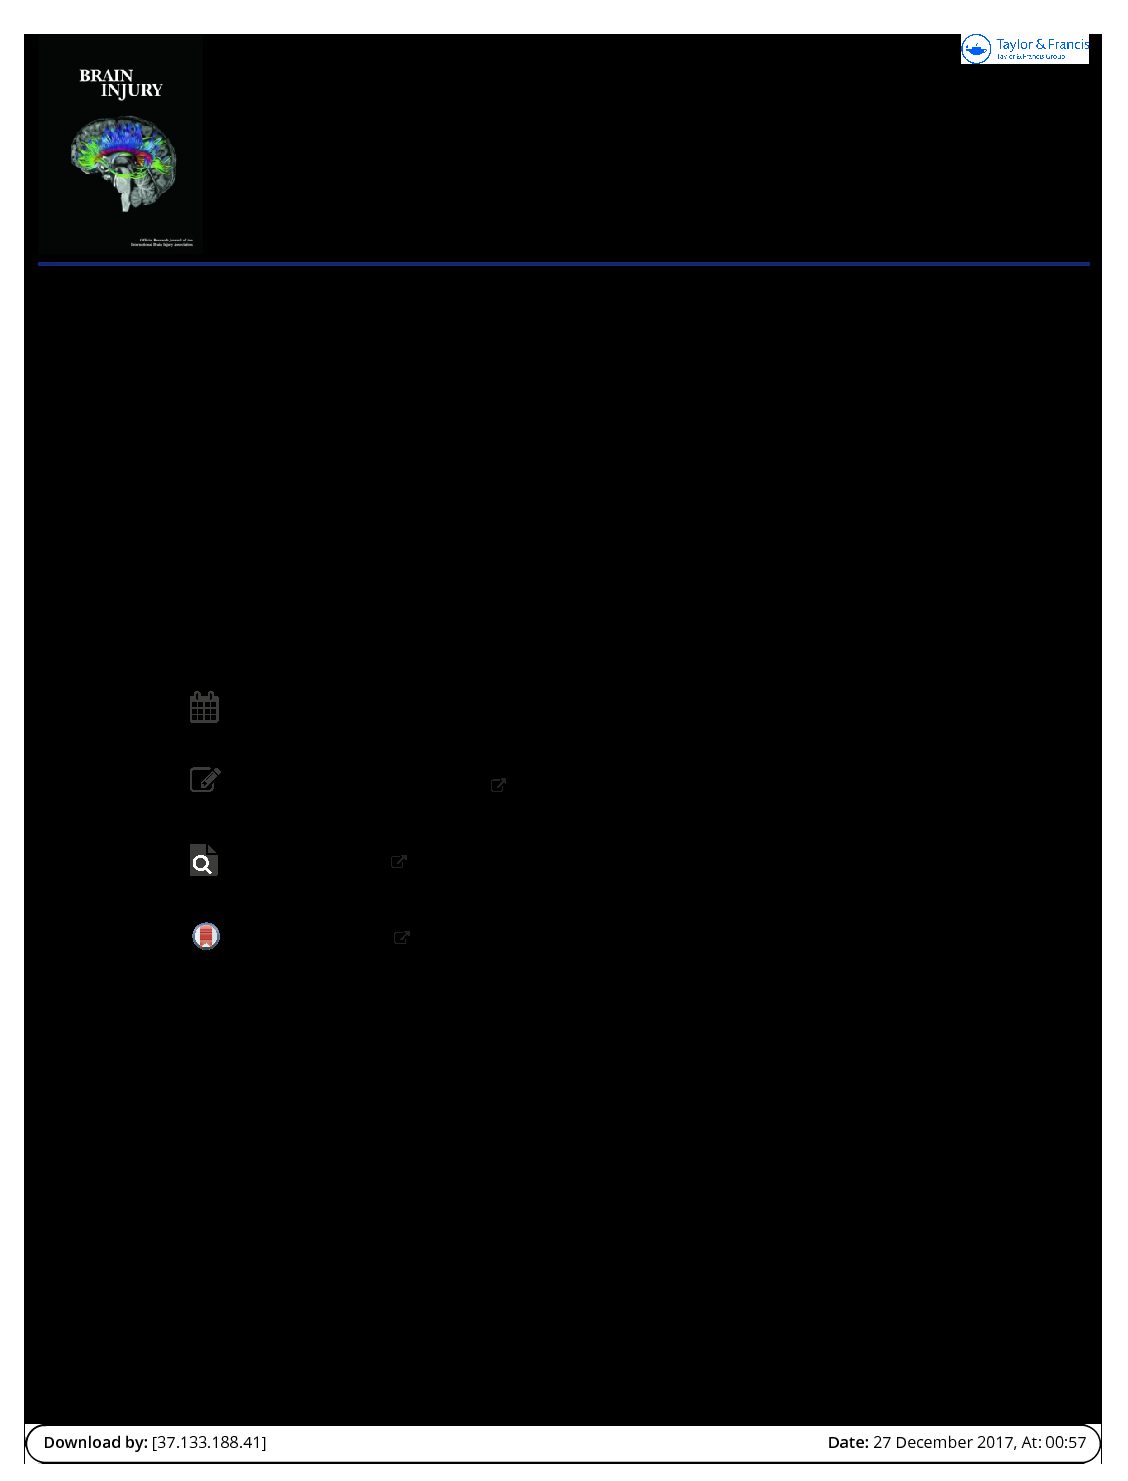 Taylor & Francis
Taylor & Francis Group
BRAIN
INJURY
Official Research Journal of the
International Brain Injury Association
Download by: [37.133.188.41]
Date: 27 December 2017, At: 00:57